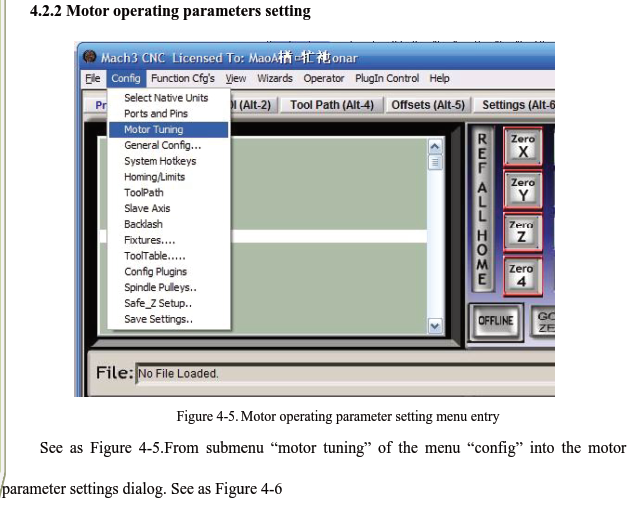 4.2.2 Motor operating parameters setting
Mach3 CNC Licensed To: MaoA
onar
File Config Function Cfg's View Wizards Operator PlugIn Control Help
Pr
(Alt-2) Tool Path (Alt-4) Offsets (Alt-5) Settings (Alt-6
Select Native Units
Ports and Pins
Motor Tuning
General Config...
System Hotkeys
Homing/Limits
ToolPath
Slave Axis
Backlash
Fixtures....
ToolTable.....
Config Plugins
Spindle Pulleys..
Safe_Z Setup..
Save Settings..
REF ALL HOME
Zero
X
Zero
Y
Zero
Z
Zero
4
OFFLINE
GO
ZE
File: No File Loaded.
Figure 4-5. Motor operating parameter setting menu entry
See as Figure 4-5.From submenu “motor tuning” of the menu “config” into the motor
parameter settings dialog. See as Figure 4-6